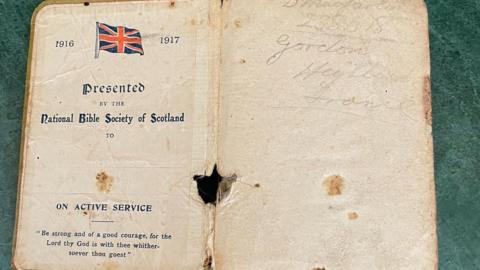 1916 1917
Presented
BY THE
National Bible Society of Scotland
TO
ON ACTIVE SERVICE
"Be strong and of a good courage, for the
Lord thy God is with thee whither-
soever thou goest"
Gordon
France